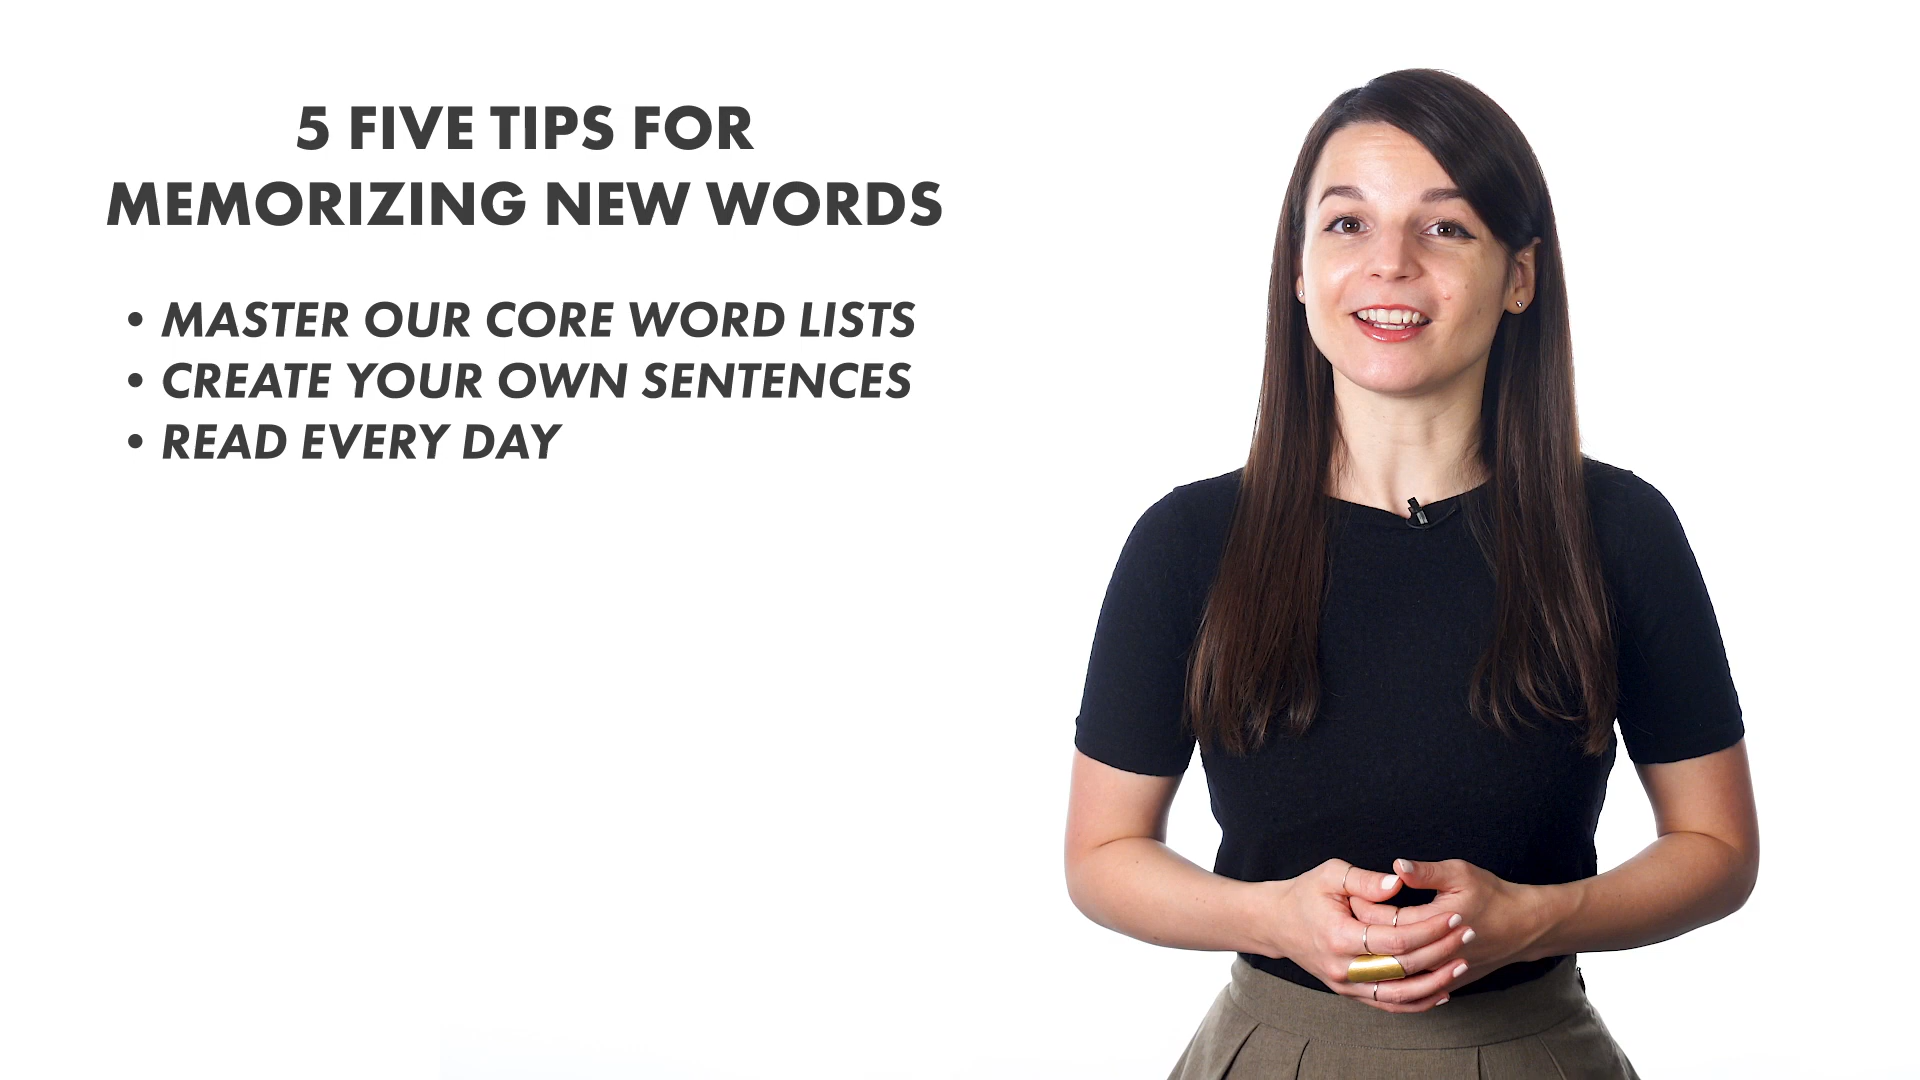 5 FIVE TIPS FOR
MEMORIZING NEW WORDS
• MASTER OUR CORE WORD LISTS
• CREATE YOUR OWN SENTENCES
• READ EVERY DAY